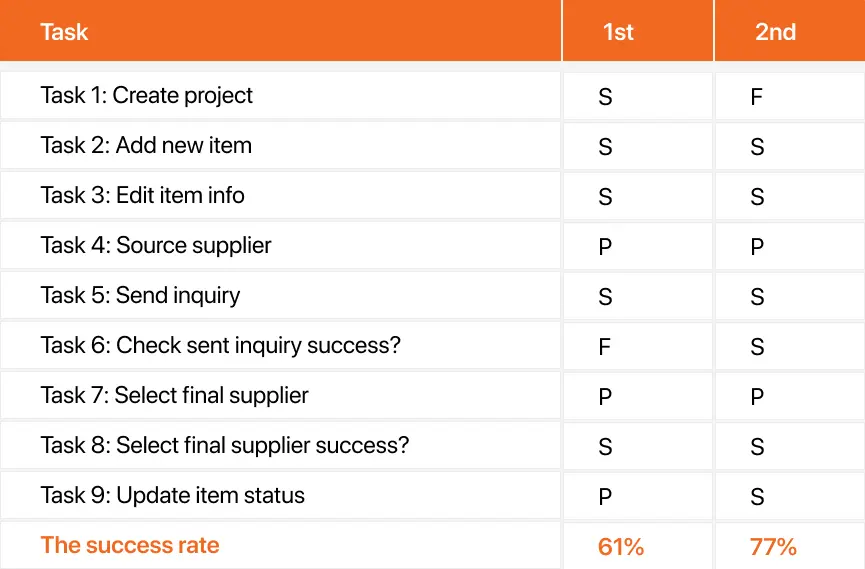 Task 1st 2nd
Task 1: Create project S F
Task 2: Add new item S S
Task 3: Edit item info S S
Task 4: Source supplier P P
Task 5: Send inquiry S S
Task 6: Check sent inquiry success? F S
Task 7: Select final supplier P P
Task 8: Select final supplier success? S S
Task 9: Update item status P S
The success rate 61% 77%